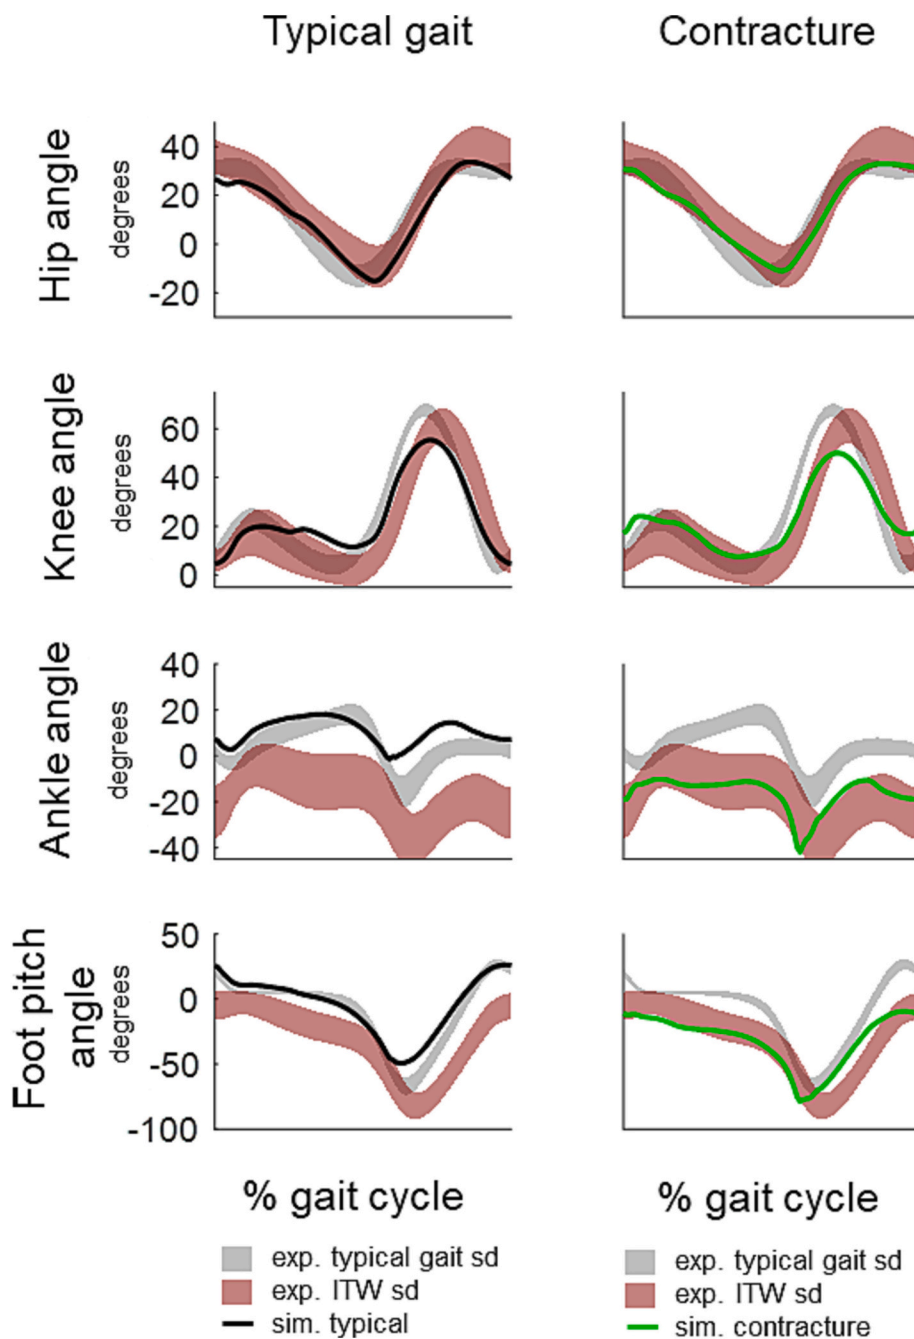 Typical gait
Contracture
Hip angle
degrees
40
20
0
-20
Knee angle
degrees
60
40
20
0
Ankle angle
degrees
40
20
0
-20
-40
Foot pitch
angle
degrees
50
0
-50
-100
% gait cycle
% gait cycle
exp. typical gait sd
exp. ITW sd
sim. typical
exp. typical gait sd
exp. ITW sd
sim. contracture